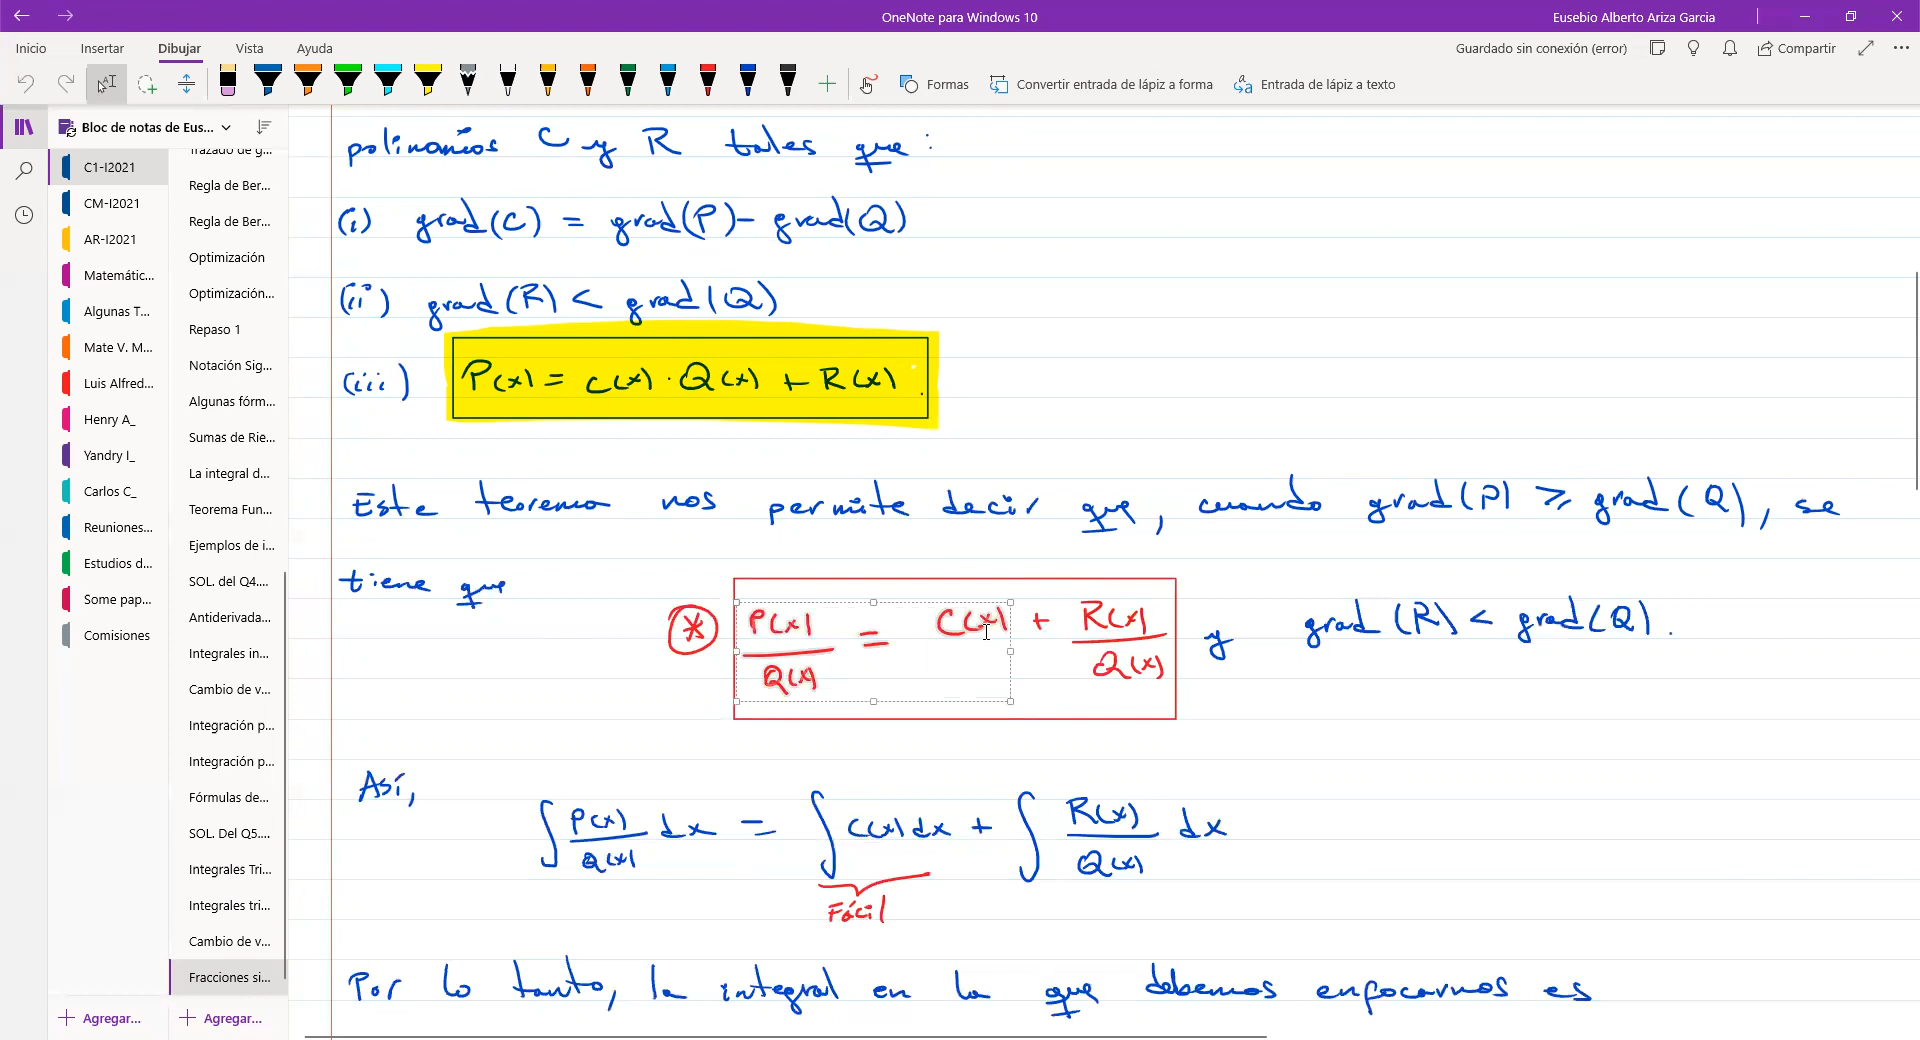 OneNote para Windows 10
Eusebio Alberto Ariza Garcia
Inicio Insertar Dibujar Vista Ayuda
Guardado sin conexión (error)
Compartir
Formas
Convertir entrada de lápiz a forma
Entrada de lápiz a texto
Bloc de notas de Eus...
C1-I2021
CM-I2021
AR-I2021
Matemátic...
Algunas T...
Mate V. M...
Luis Alfred...
Henry A_
Yandry I_
Carlos C_
Reuniones...
Estudios d...
Some pap...
Comisiones
Agregar...
Trazado de g...
Regla de Ber...
Regla de Ber...
Optimización
Optimización...
Repaso 1
Notación Sig...
Algunas fórm...
Sumas de Rie...
La integral d...
Teorema Fun...
Ejemplos de i...
SOL. del Q4....
Antiderivada...
Integrales in...
Cambio de v...
Integración p...
Integración p...
Fórmulas de...
SOL. Del Q5....
Integrales Tri...
Integrales tri...
Cambio de v...
Fracciones si...
Agregar...
polinomios C y R tales que:
(i) grad(C) = grad(P) - grad(Q)
(ii) grad(R) < grad(Q)
(iii) P(x) = C(x) · Q(x) + R(x).
Este teorema nos permite decir que, cuando grad(P) ⩾ grad(Q), se
tiene que
* P(x)/Q(x) = C(x) + R(x)/Q(x) y grad(R) < grad(Q).
Así,
∫ P(x)/Q(x) dx = ∫ C(x) dx + ∫ R(x)/Q(x) dx
Fácil
Por lo tanto, la integral en la que debemos enfocarnos es